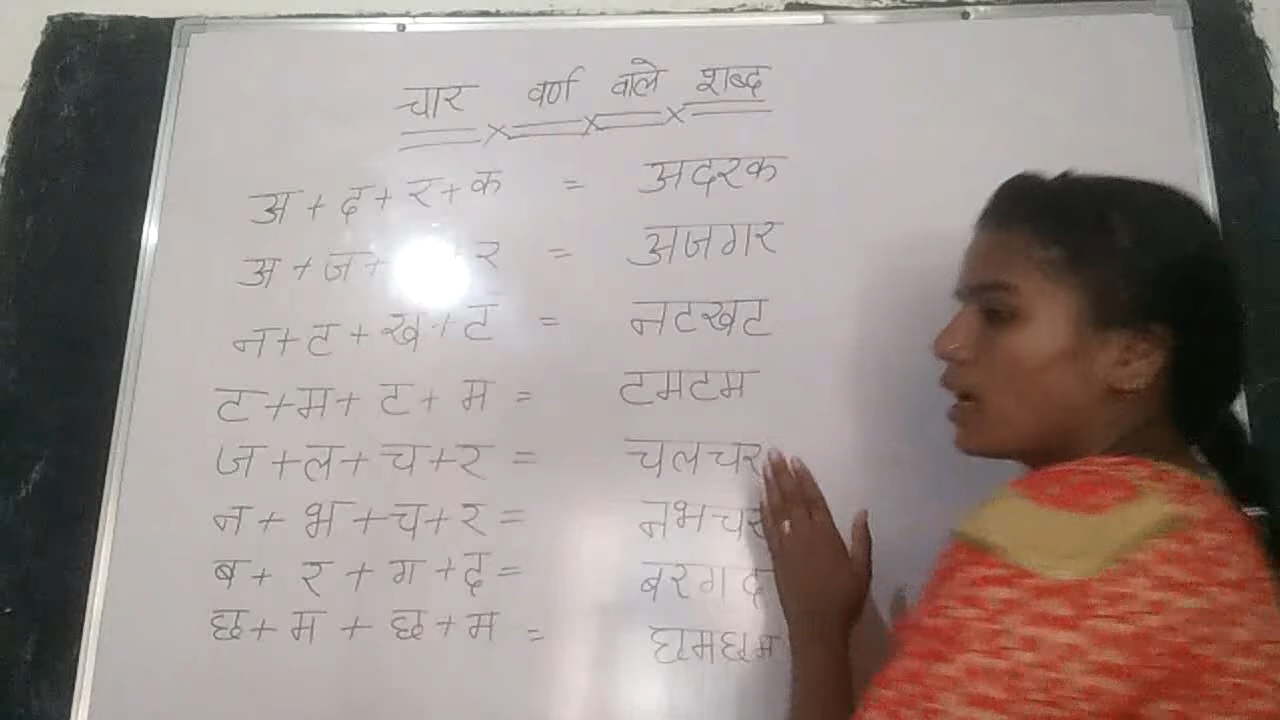 चार वर्ण वाले शब्द
अ + द + र + क = अदरक
अ + ज + र = अजगर
न + ट + ख + ट = नटखट
ट + म + ट + म = टमटम
ज + ल + च + र = चलचर
न + भ + च + र = नभचर
ब + र + ग + द = बरगद
छ + म + छ + म = छमछम